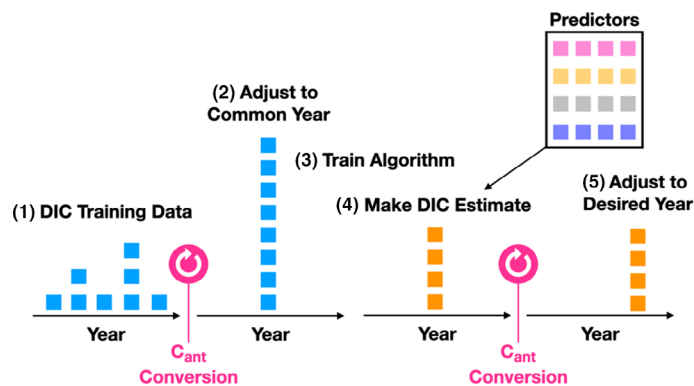 Predictors
(2) Adjust to
Common Year
(3) Train Algorithm
(1) DIC Training Data
(4) Make DIC Estimate
(5) Adjust to
Desired Year
Year
Year
Year
Year
Cant
Conversion
Cant
Conversion